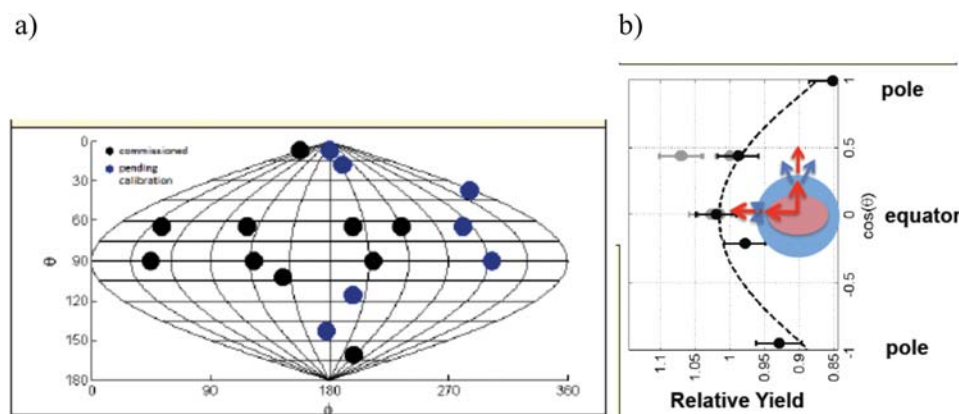 a)
b)
commissioned
pending
calibration
θ
0
30
60
90
120
150
180
0
90
180
270
360
ϕ
pole
equator
pole
1
0.5
0
-0.5
-1
cos(θ)
1.1
1.05
1
0.95
0.9
0.85
Relative Yield